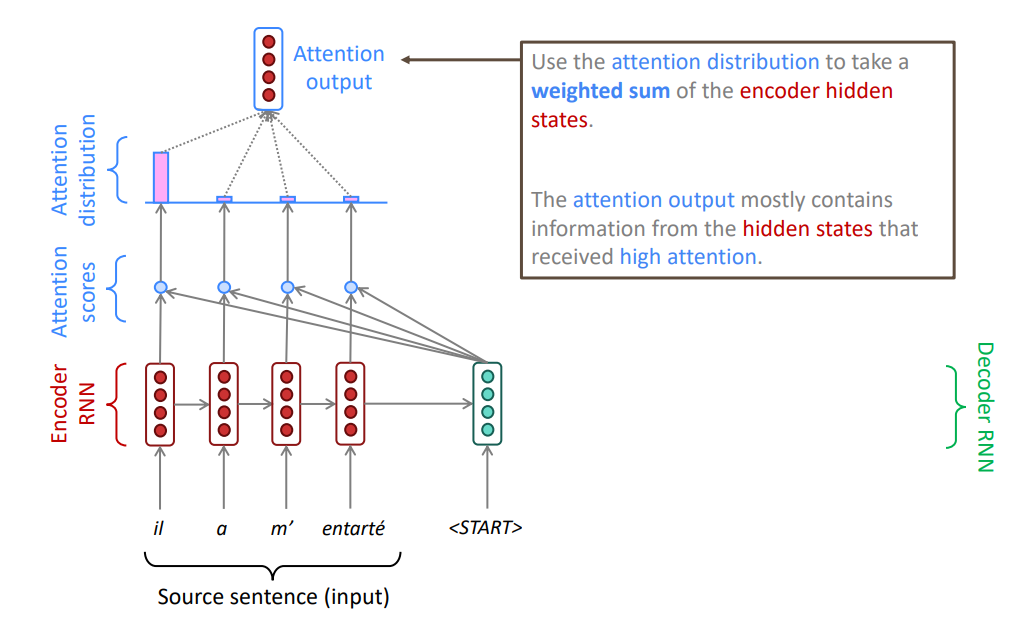 Attention
output
Use the attention distribution to take a
weighted sum of the encoder hidden
states.
The attention output mostly contains
information from the hidden states that
received high attention.
Attention
distribution
Attention
scores
Encoder
RNN
Decoder RNN
il
a
m’
entarté
<START>
Source sentence (input)